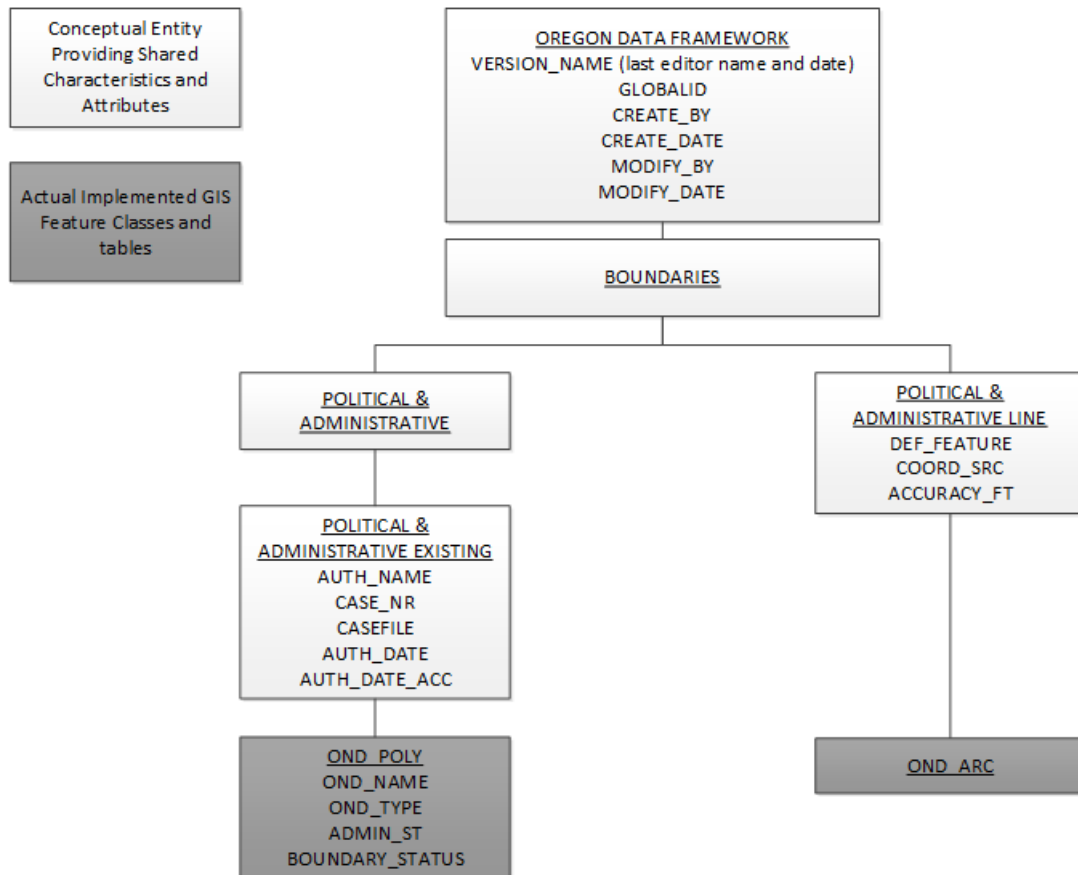 Conceptual Entity
Providing Shared
Characteristics and
Attributes
Actual Implemented GIS
Feature Classes and
tables
OREGON DATA FRAMEWORK
VERSION_NAME (last editor name and date)
GLOBALID
CREATE_BY
CREATE_DATE
MODIFY_BY
MODIFY_DATE
BOUNDARIES
POLITICAL &
ADMINISTRATIVE
POLITICAL &
ADMINISTRATIVE EXISTING
AUTH_NAME
CASE_NR
CASEFILE
AUTH_DATE
AUTH_DATE_ACC
OND_POLY
OND_NAME
OND_TYPE
ADMIN_ST
BOUNDARY_STATUS
POLITICAL &
ADMINISTRATIVE LINE
DEF_FEATURE
COORD_SRC
ACCURACY_FT
OND_ARC